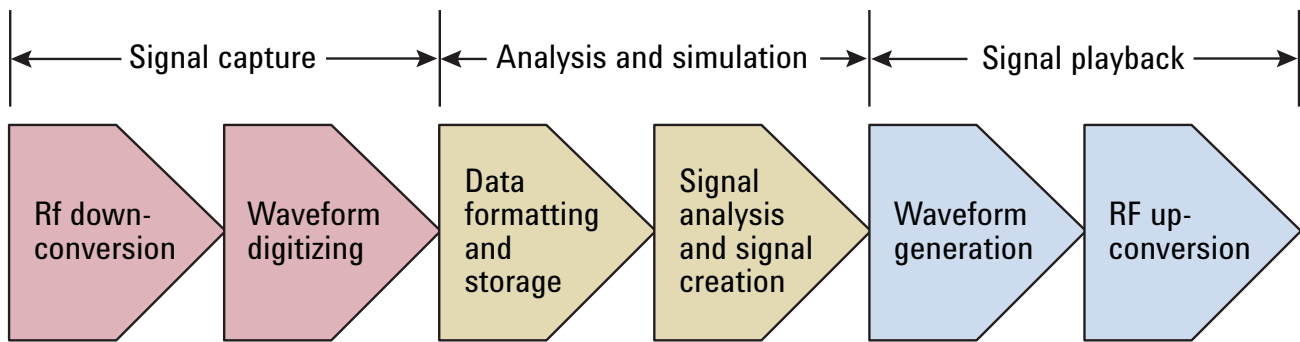 Signal capture
Analysis and simulation
Signal playback
Rf down-
conversion
Waveform
digitizing
Data
formatting
and
storage
Signal
analysis
and signal
creation
Waveform
generation
RF up-
conversion